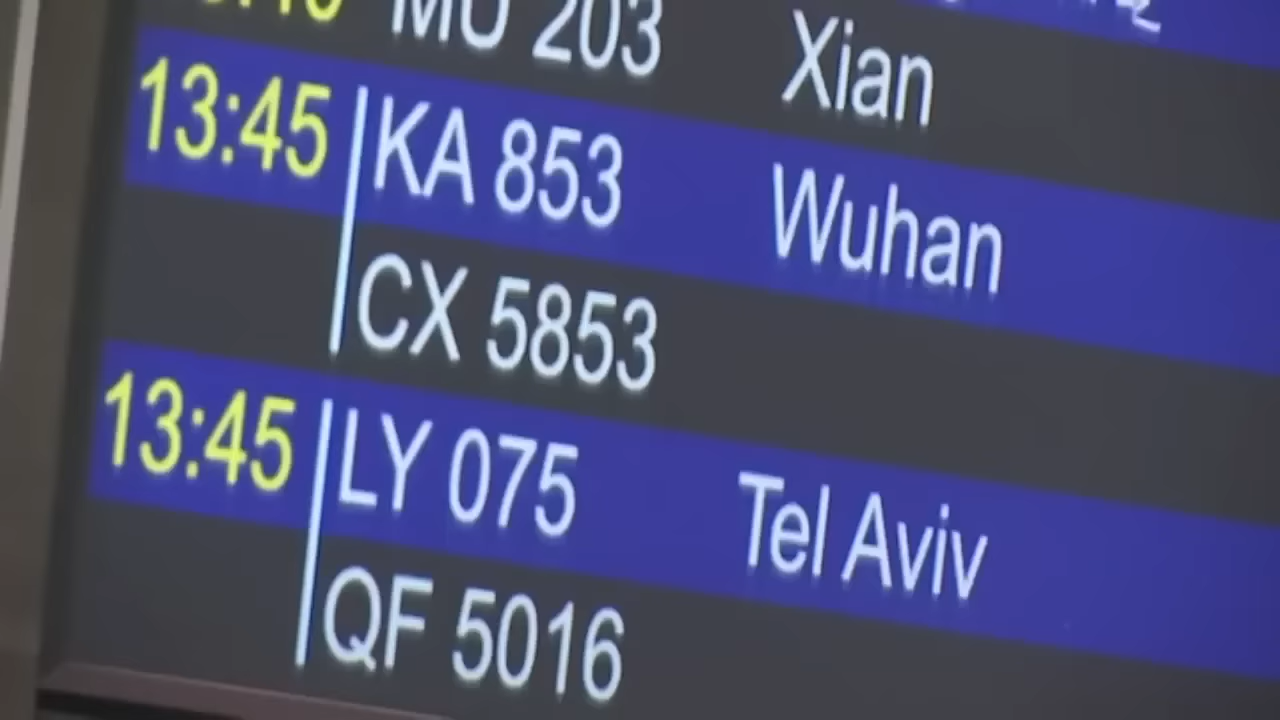 MU 203 Xian
13:45 KA 853 Wuhan
CX 5853
13:45 LY 075 Tel Aviv
QF 5016